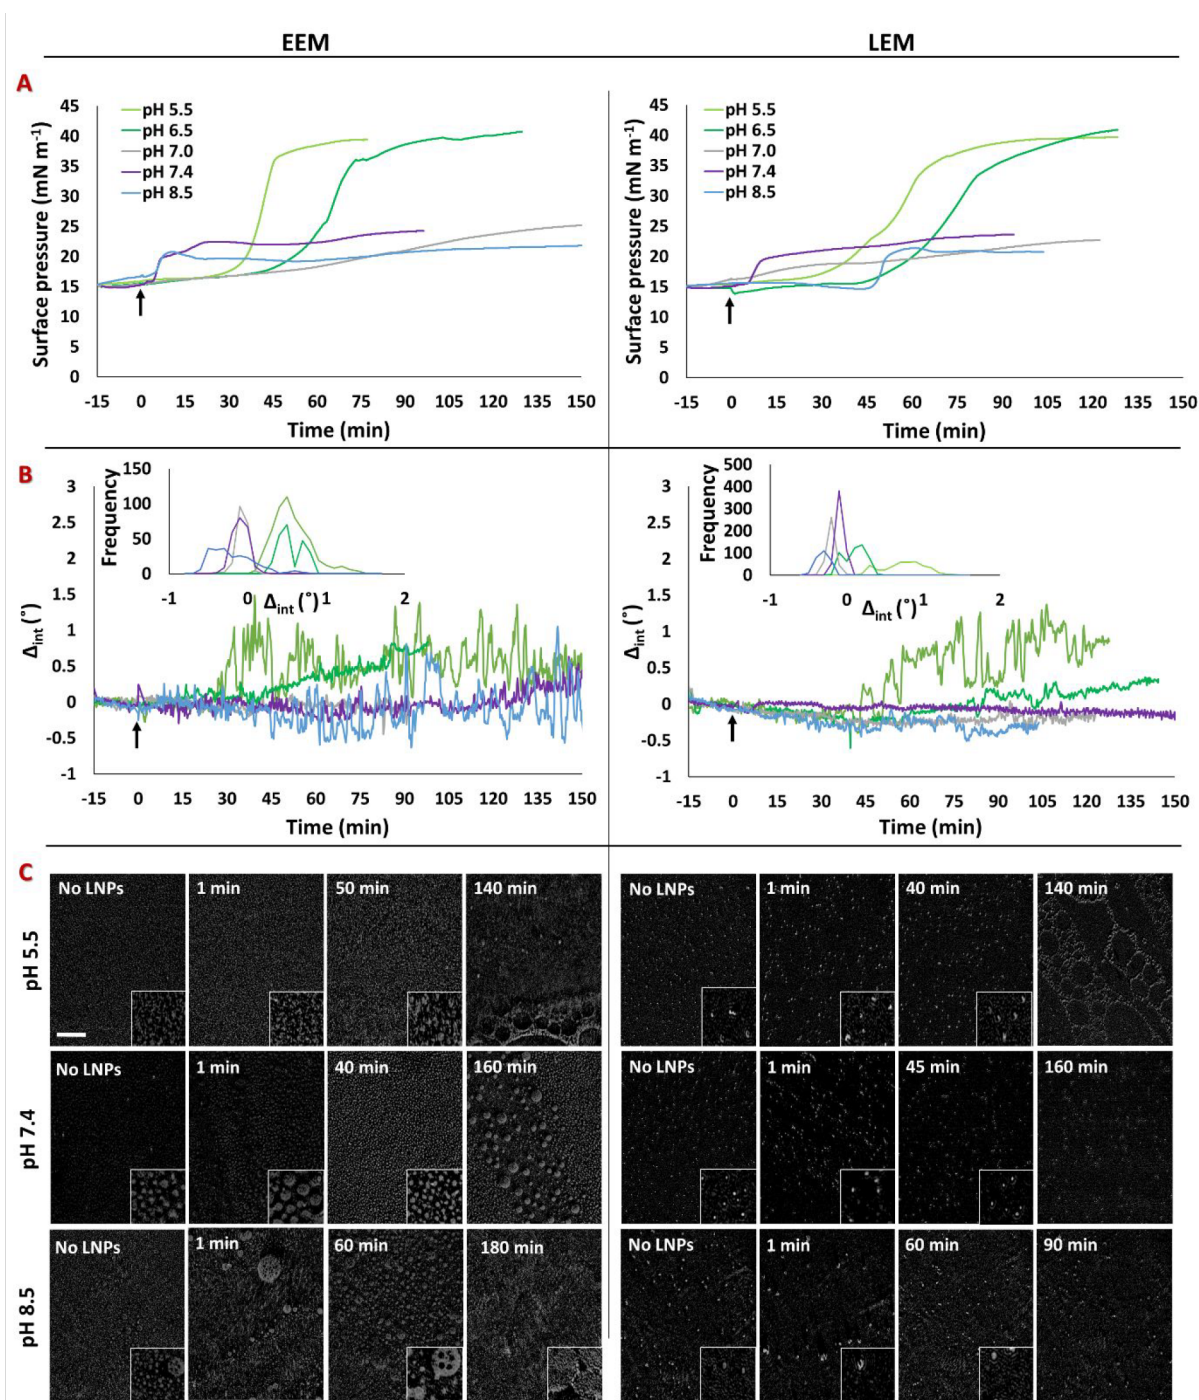 EEM
LEM
A
Surface pressure (mN m⁻¹)
45
40
35
30
25
20
15
10
5
0
pH 5.5
pH 6.5
pH 7.0
pH 7.4
pH 8.5
-15 0 15 30 45 60 75 90 105 120 135 150
Time (min)
Surface pressure (mN m⁻¹)
45
40
35
30
25
20
15
10
5
0
pH 5.5
pH 6.5
pH 7.0
pH 7.4
pH 8.5
-15 0 15 30 45 60 75 90 105 120 135 150
Time (min)
B
Δint (°)
3
2.5
2
1.5
1
0.5
0
-0.5
-1
Frequency
150
100
50
0
-1 0 1 2
Δint (°)
-15 0 15 30 45 60 75 90 105 120 135 150
Time (min)
Δint (°)
3
2.5
2
1.5
1
0.5
0
-0.5
-1
Frequency
500
400
300
200
100
0
-1 0 1 2
Δint (°)
-15 0 15 30 45 60 75 90 105 120 135 150
Time (min)
C
pH 5.5
No LNPs 1 min 50 min 140 min
No LNPs 1 min 40 min 140 min
pH 7.4
No LNPs 1 min 40 min 160 min
No LNPs 1 min 45 min 160 min
pH 8.5
No LNPs 1 min 60 min 180 min
No LNPs 1 min 60 min 90 min